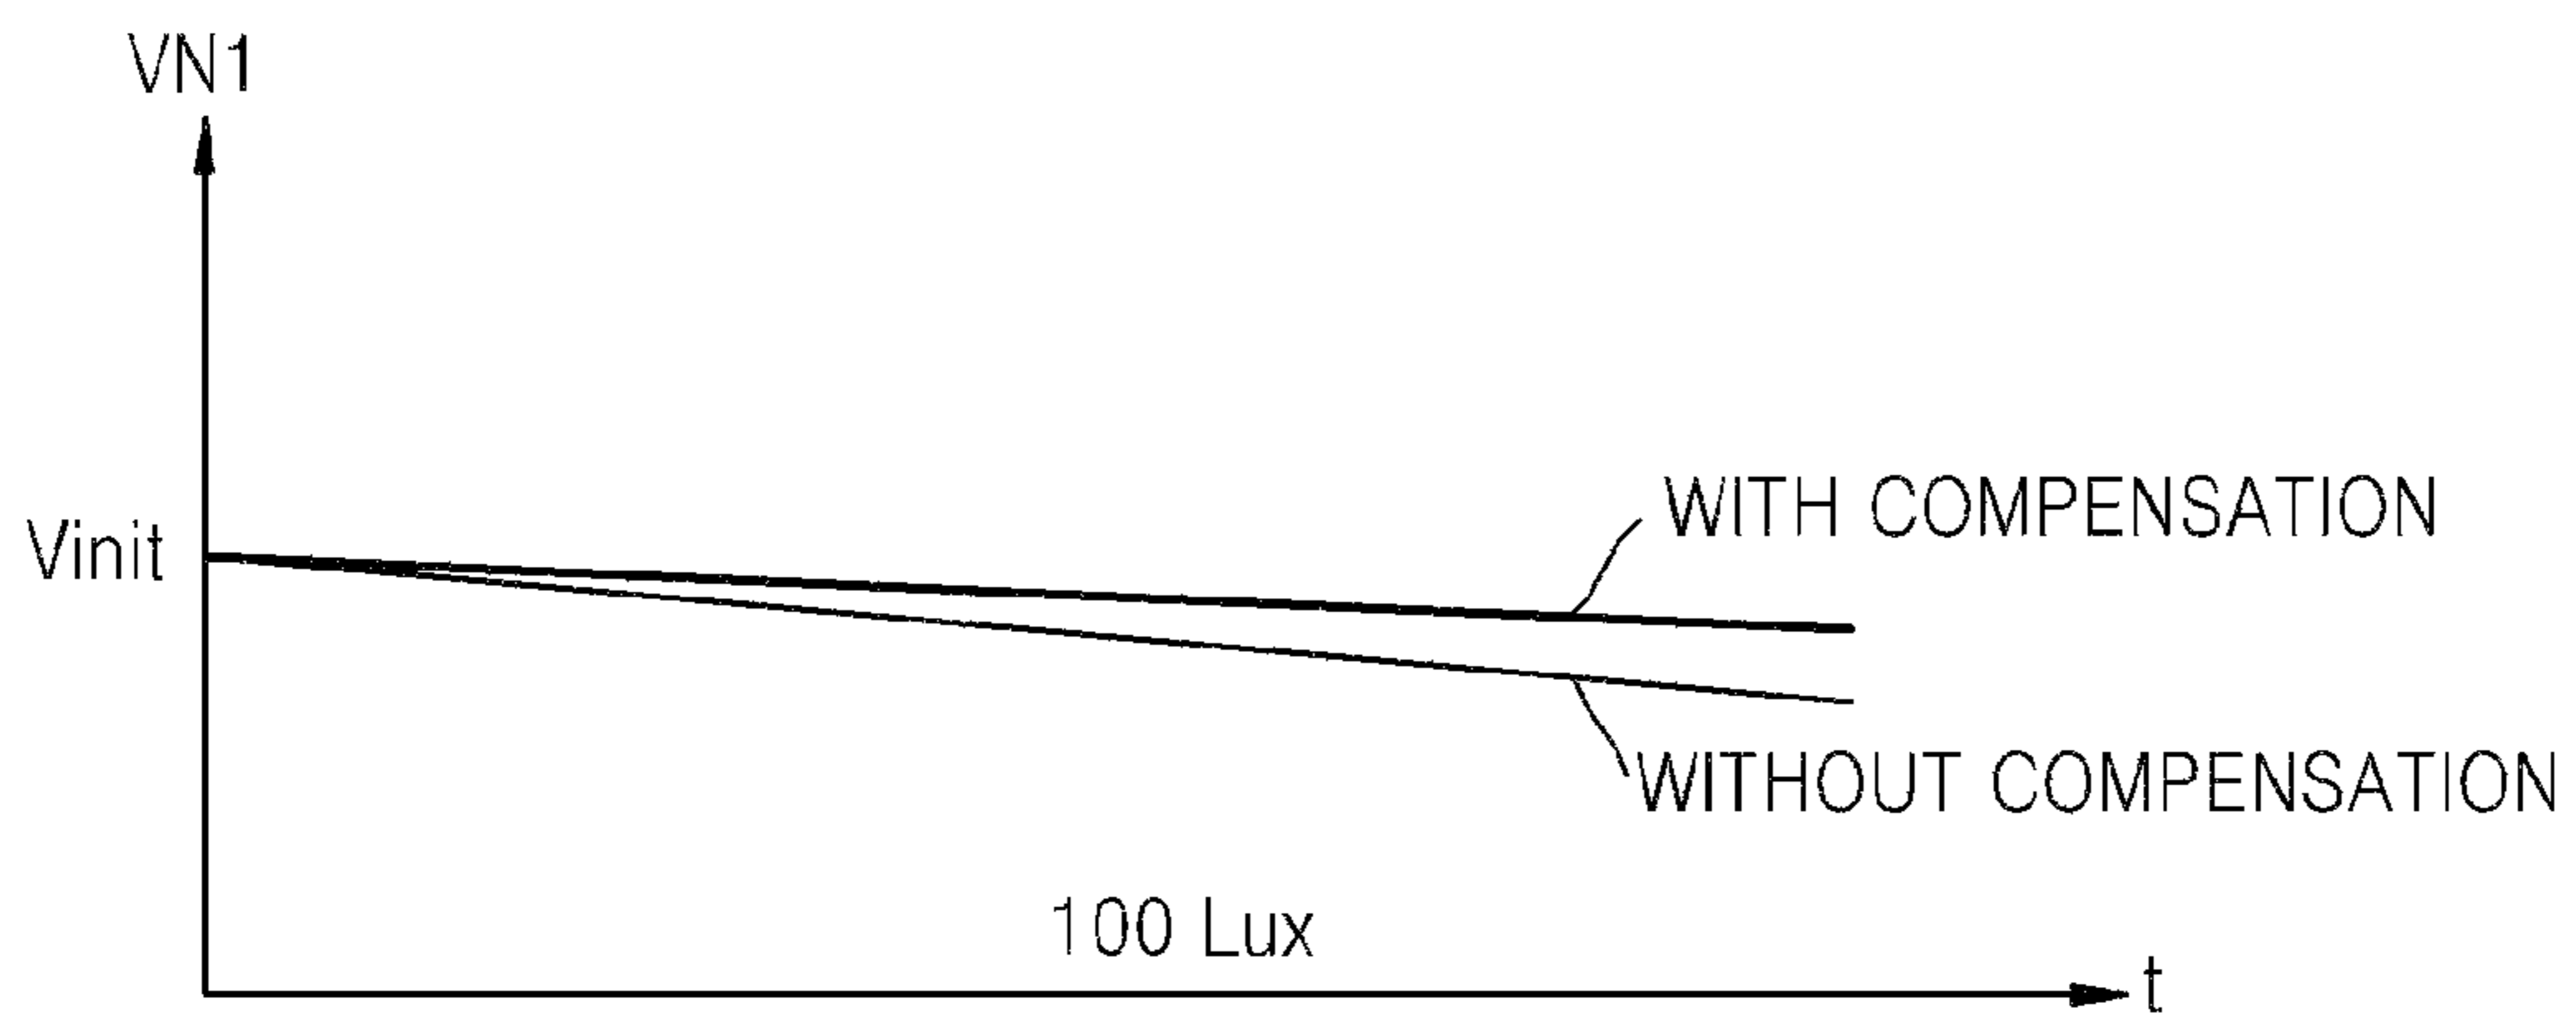 VN1
WITH COMPENSATION
Vinit
WITHOUT COMPENSATION
100 Lux
t